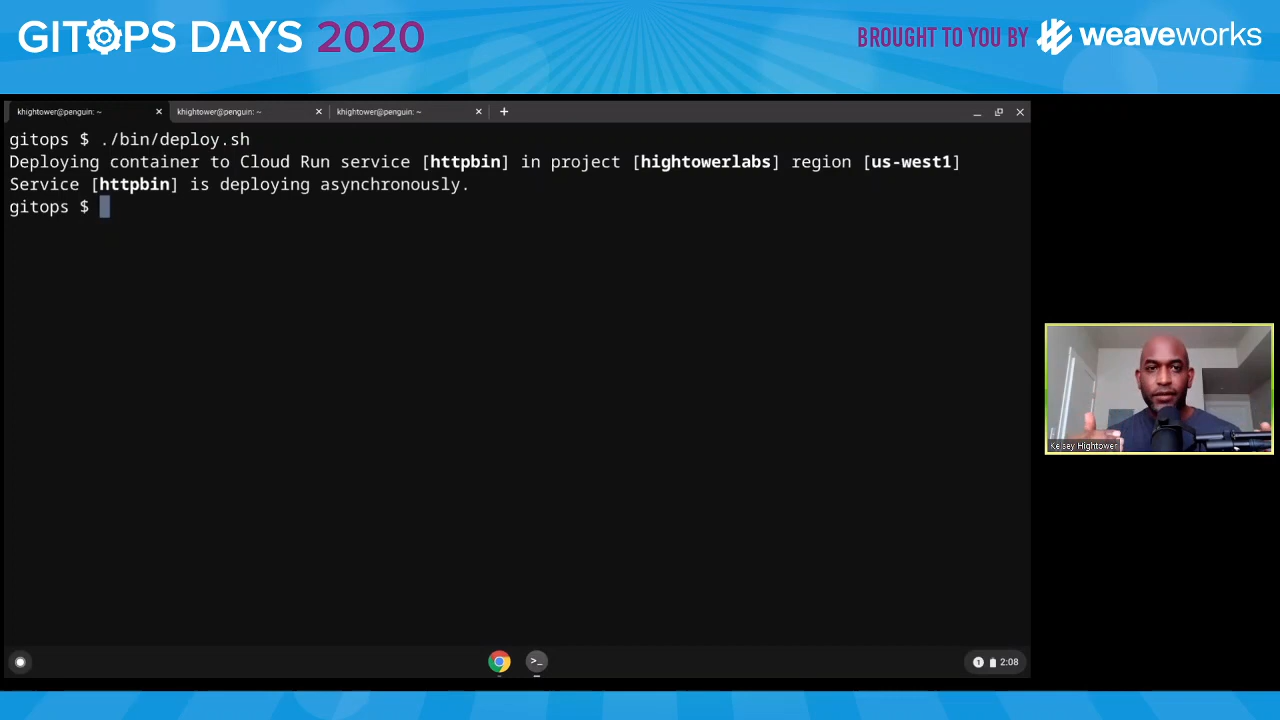 GITOPS DAYS 2020
BROUGHT TO YOU BY weaveworks
khightower@penguin: ~
khightower@penguin: ~
khightower@penguin: ~
gitops $ ./bin/deploy.sh
Deploying container to Cloud Run service [httpbin] in project [hightowerlabs] region [us-west1]
Service [httpbin] is deploying asynchronously.
gitops $
Kelsey Hightower
>_
2:08